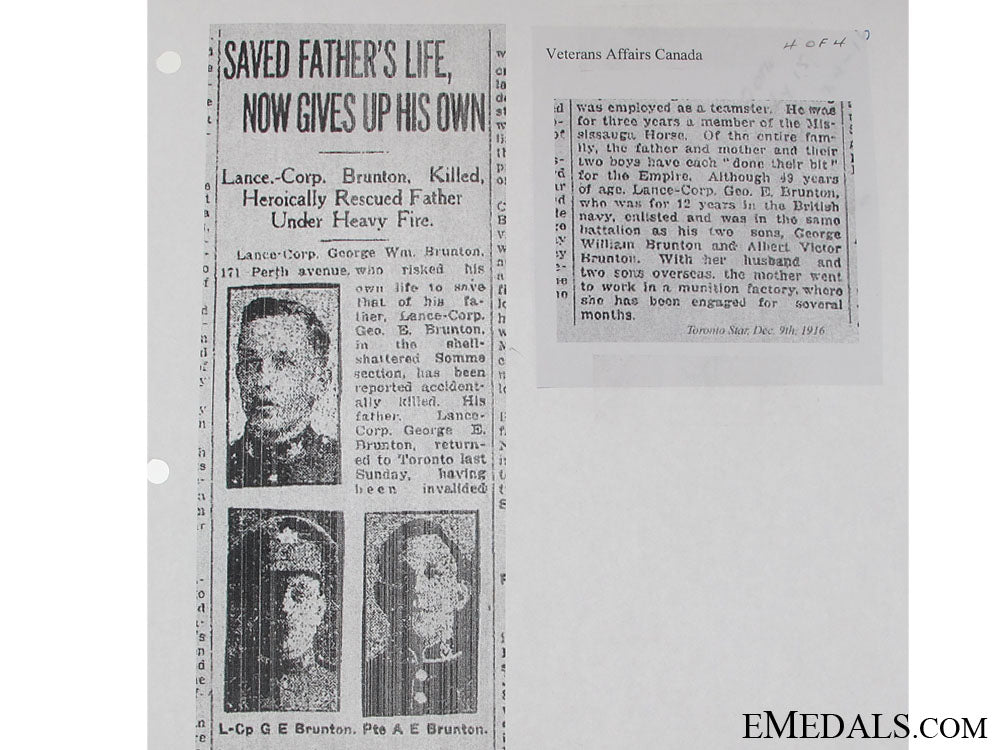 SAVED FATHER'S LIFE,
NOW GIVES UP HIS OWN
Lance.-Corp. Brunton, Killed,
Heroically Rescued Father
Under Heavy Fire.
Lance-Corp. George Wm. Brunton,
171 Perth avenue, who risked his
own life to save
that of his fa-
ther, Lance-Corp.
Geo. E. Brunton,
in the shell-
shattered Somme
section, has been
reported accident-
ally killed. His
father, Lance-
Corp. George E.
Brunton, return-
ed to Toronto last
Sunday, having
been invalided
L-Cp G E Brunton. Pte A E Brunton.
4 OF 4
Veterans Affairs Canada
was employed as a teamster. He was
for three years a member of the Mis-
sissauga Horse. Of the entire fam-
ily, the father and mother and their
two boys have each "done their bit"
for the Empire. Although 49 years
of age, Lance-Corp. Geo. E. Brunton,
who was for 12 years in the British
navy, enlisted and was in the same
battalion as his two sons, George
William Brunton and Albert Victor
Brunton. With her husband and
two sons overseas, the mother went
to work in a munition factory, where
she has been engaged for several
months.
Toronto Star, Dec. 9th, 1916
EMEDALS.COM